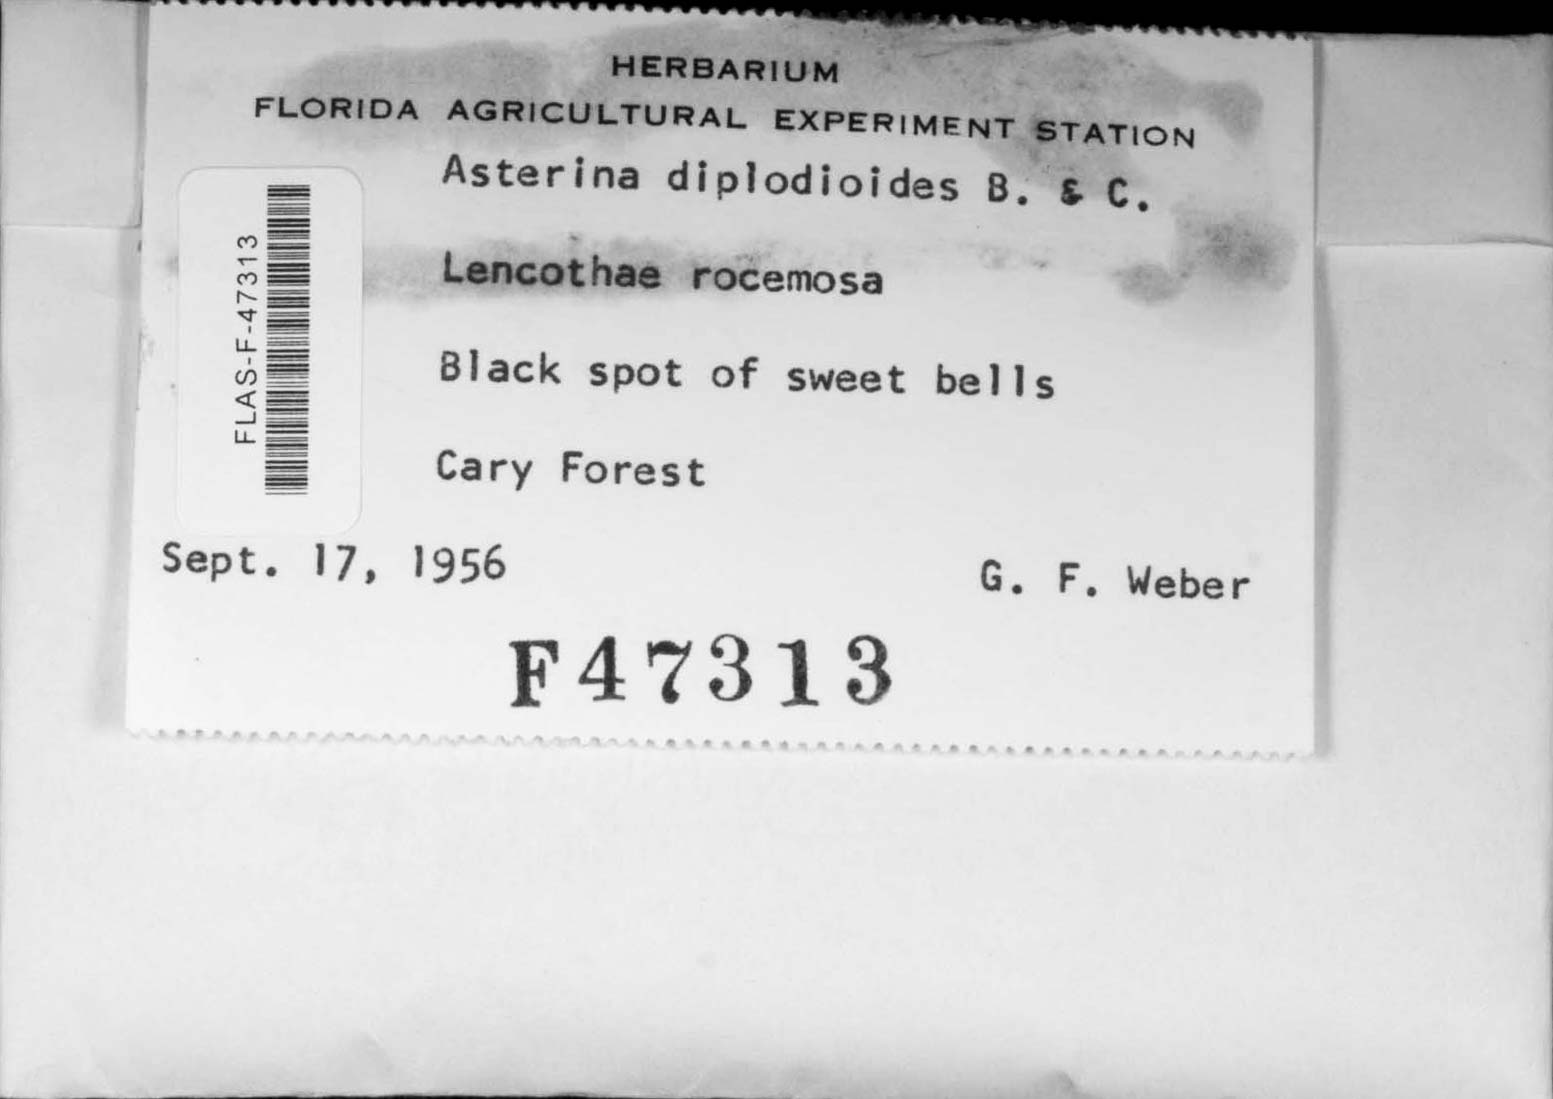 HERBARIUM
FLORIDA AGRICULTURAL EXPERIMENT STATION
Asterina diplodioides B. & C.
Lencothae rocemosa
Black spot of sweet bells
Cary Forest
Sept. 17, 1956
G. F. Weber
F47313
FLAS-F-47313